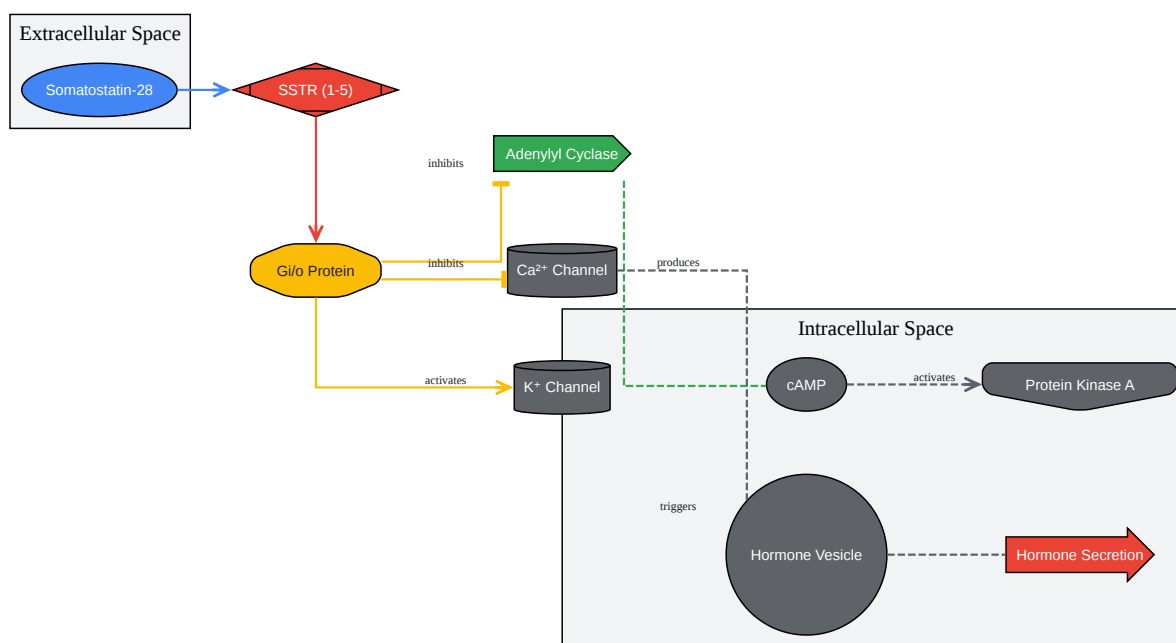 Extracellular Space
Somatostatin-28
SSTR (1-5)
inhibits
Adenylyl Cyclase
Gi/o Protein
inhibits
Ca²⁺ Channel
produces
Intracellular Space
activates
K⁺ Channel
cAMP
activates
Protein Kinase A
triggers
Hormone Vesicle
Hormone Secretion